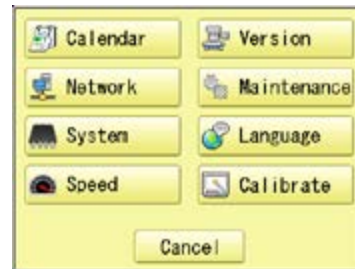 Calendar
Version
Network
Maintenance
System
Language
Speed
Calibrate
Cancel